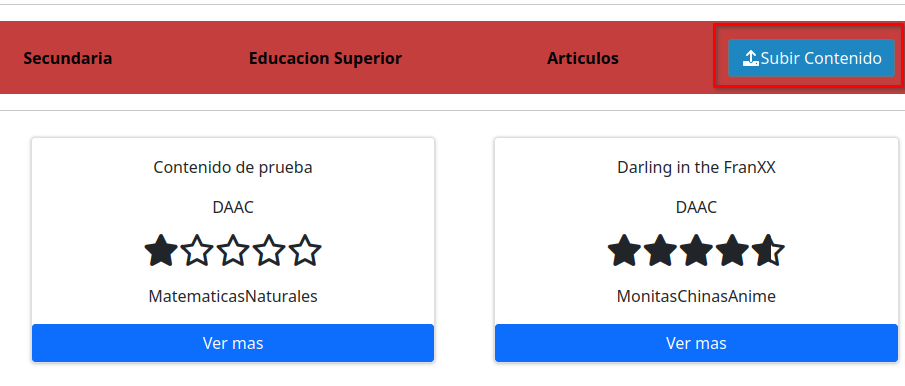 Secundaria
Educacion Superior
Articulos
Subir Contenido
Contenido de prueba
DAAC
MatematicasNaturales
Ver mas
Darling in the FranXX
DAAC
MonitasChinasAnime
Ver mas